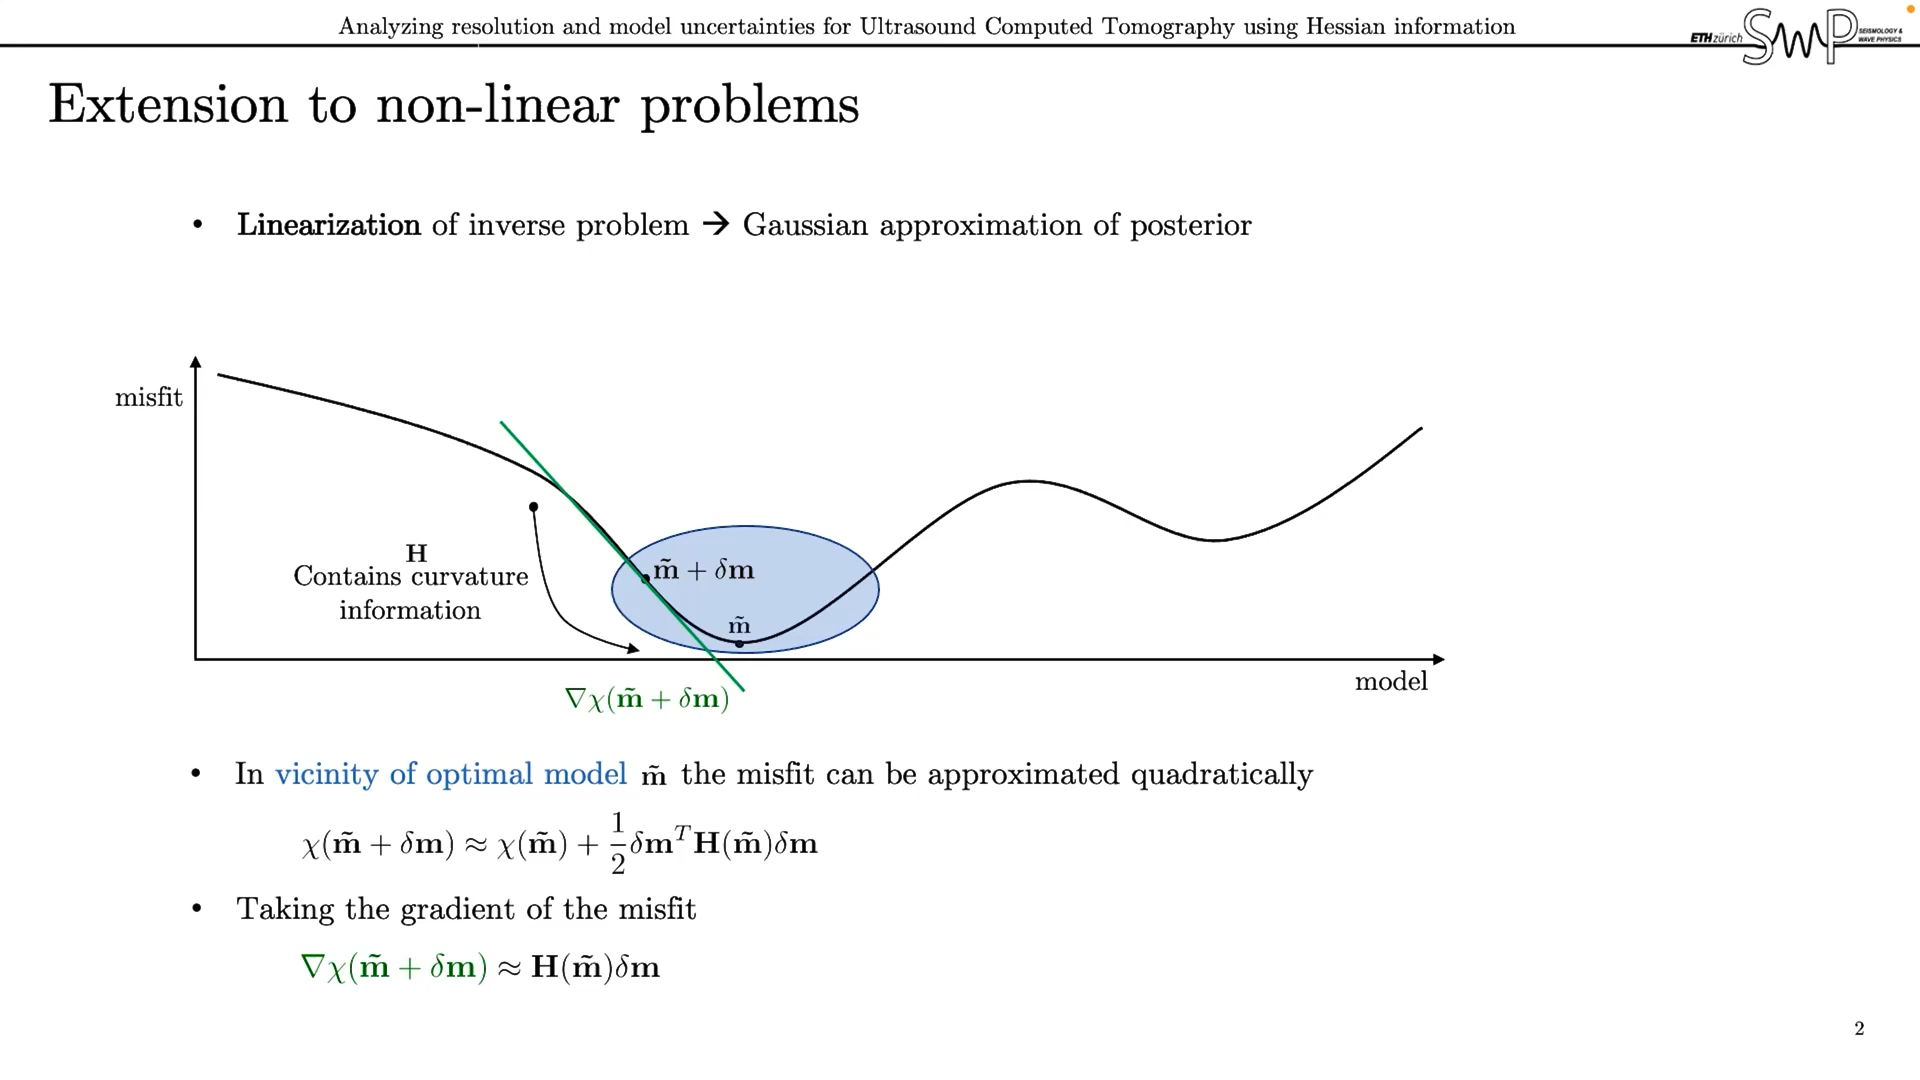 Analyzing resolution and model uncertainties for Ultrasound Computed Tomography using Hessian information
ETH zürich
SWP
SEISMOLOGY &
WAVE PHYSICS
Extension to non-linear problems
• Linearization of inverse problem → Gaussian approximation of posterior
misfit
H
Contains curvature
information
m̃ + δm
m̃
∇χ(m̃ + δm)
model
• In vicinity of optimal model m̃ the misfit can be approximated quadratically
χ(m̃ + δm) ≈ χ(m̃) + 1/2 δm^T H(m̃)δm
• Taking the gradient of the misfit
∇χ(m̃ + δm) ≈ H(m̃)δm
2